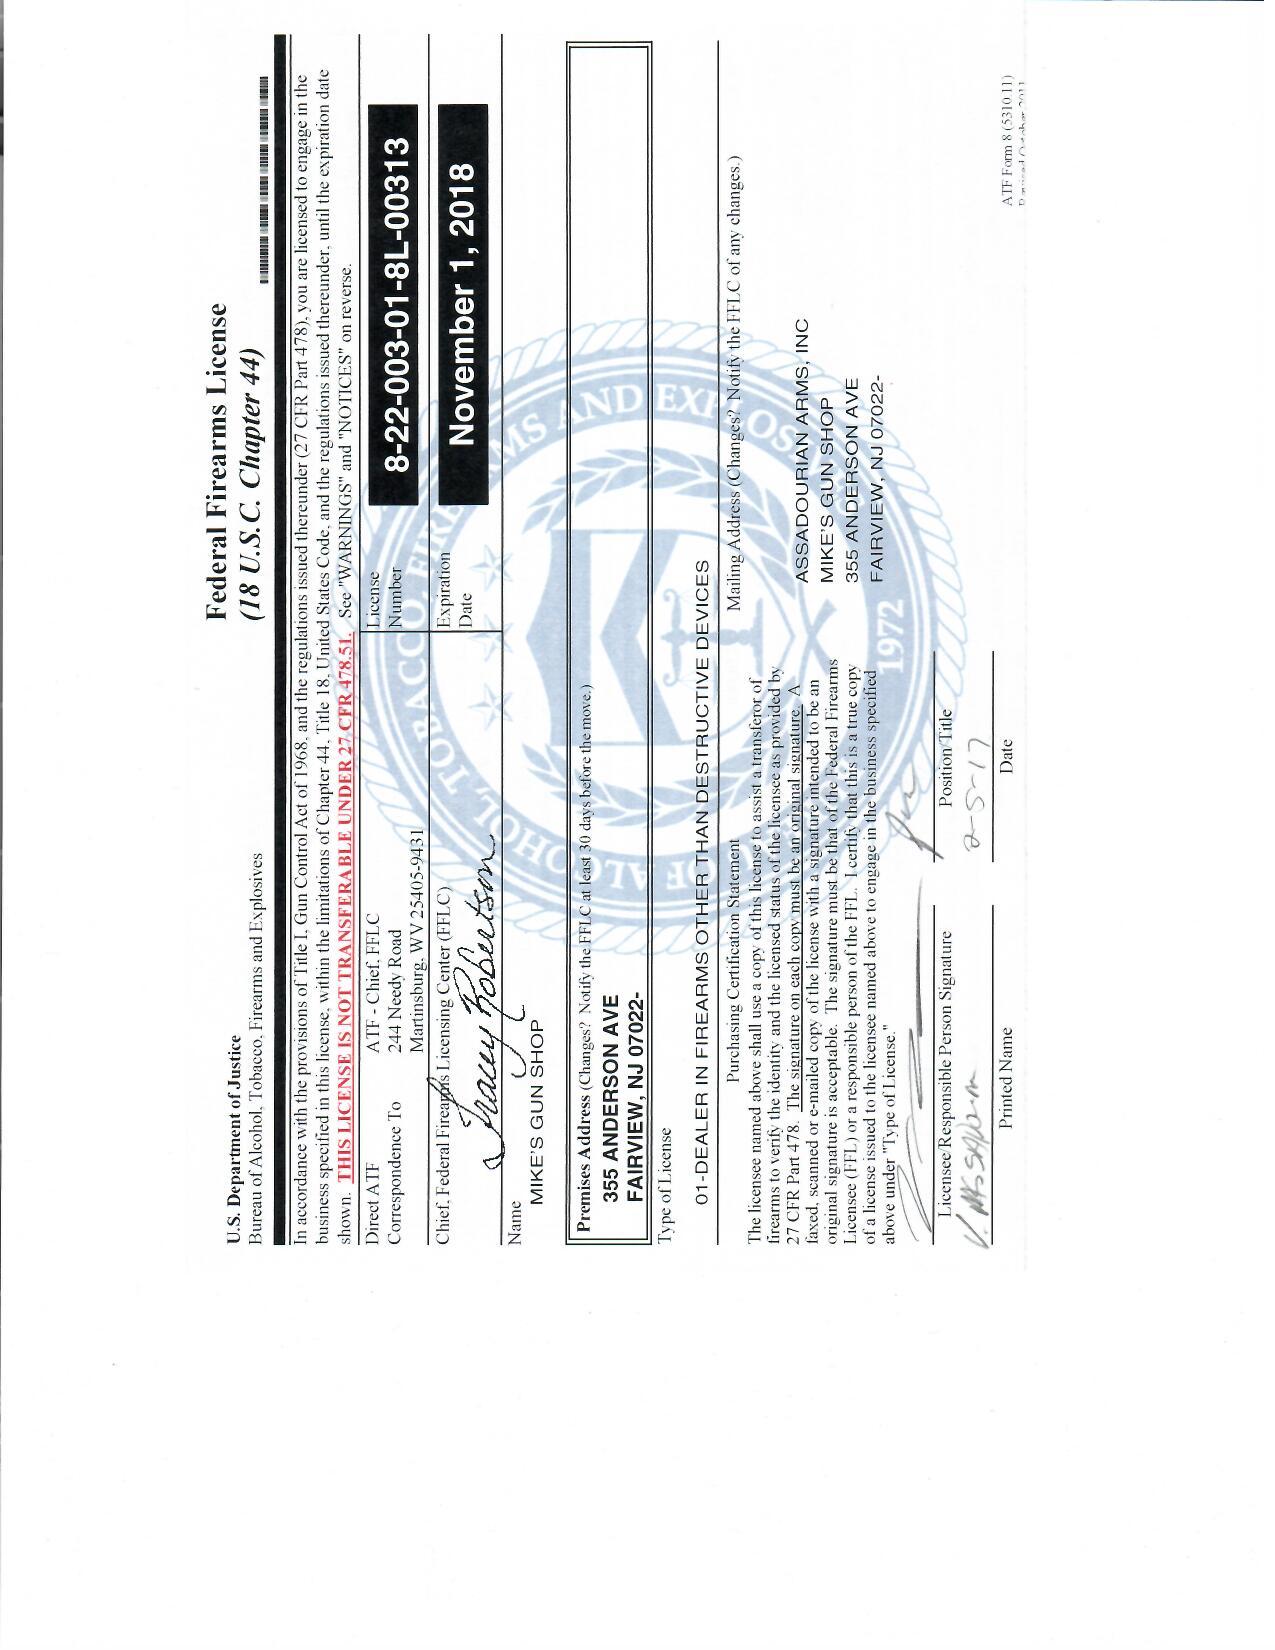 U.S. Department of Justice
Bureau of Alcohol, Tobacco, Firearms and Explosives
Federal Firearms License
(18 U.S.C. Chapter 44)
In accordance with the provisions of Title I, Gun Control Act of 1968, and the regulations issued thereunder (27 CFR Part 478), you are licensed to engage in the
business specified in this license, within the limitations of Chapter 44, Title 18, United States Code, and the regulations issued thereunder, until the expiration date
shown. THIS LICENSE IS NOT TRANSFERABLE UNDER 27 CFR 478.51. See "WARNINGS" and "NOTICES" on reverse.
Direct ATF
Correspondence To
ATF - Chief, FFLC
244 Needy Road
Martinsburg, WV 25405-9431
License
Number
8-22-003-01-8L-00313
Chief, Federal Firearms Licensing Center (FFLC)
Tracey Robertson
Expiration
Date
November 1, 2018
Name
MIKE'S GUN SHOP
Premises Address (Changes? Notify the FFLC at least 30 days before the move.)
355 ANDERSON AVE
FAIRVIEW, NJ 07022-
Type of License
01-DEALER IN FIREARMS OTHER THAN DESTRUCTIVE DEVICES
Purchasing Certification Statement
The licensee named above shall use a copy of this license to assist a transferor of
firearms to verify the identity and the licensed status of the licensee as provided by
27 CFR Part 478. The signature on each copy must be an original signature. A
faxed, scanned or e-mailed copy of the license with a signature intended to be an
original signature is acceptable. The signature must be that of the Federal Firearms
Licensee (FFL) or a responsible person of the FFL. I certify that this is a true copy
of a license issued to the licensee named above to engage in the business specified
above under "Type of License."
Mailing Address (Changes? Notify the FFLC of any changes.)
ASSADOURIAN ARMS, INC
MIKE'S GUN SHOP
355 ANDERSON AVE
FAIRVIEW, NJ 07022-
Licensee/Responsible Person Signature
Position/Title
2-5-17
Printed Name
Date
ATF Form 8 (5310.11)
OF ALCOHOL, TOBACCO, FIREARMS AND EXPLOSIVES
1972